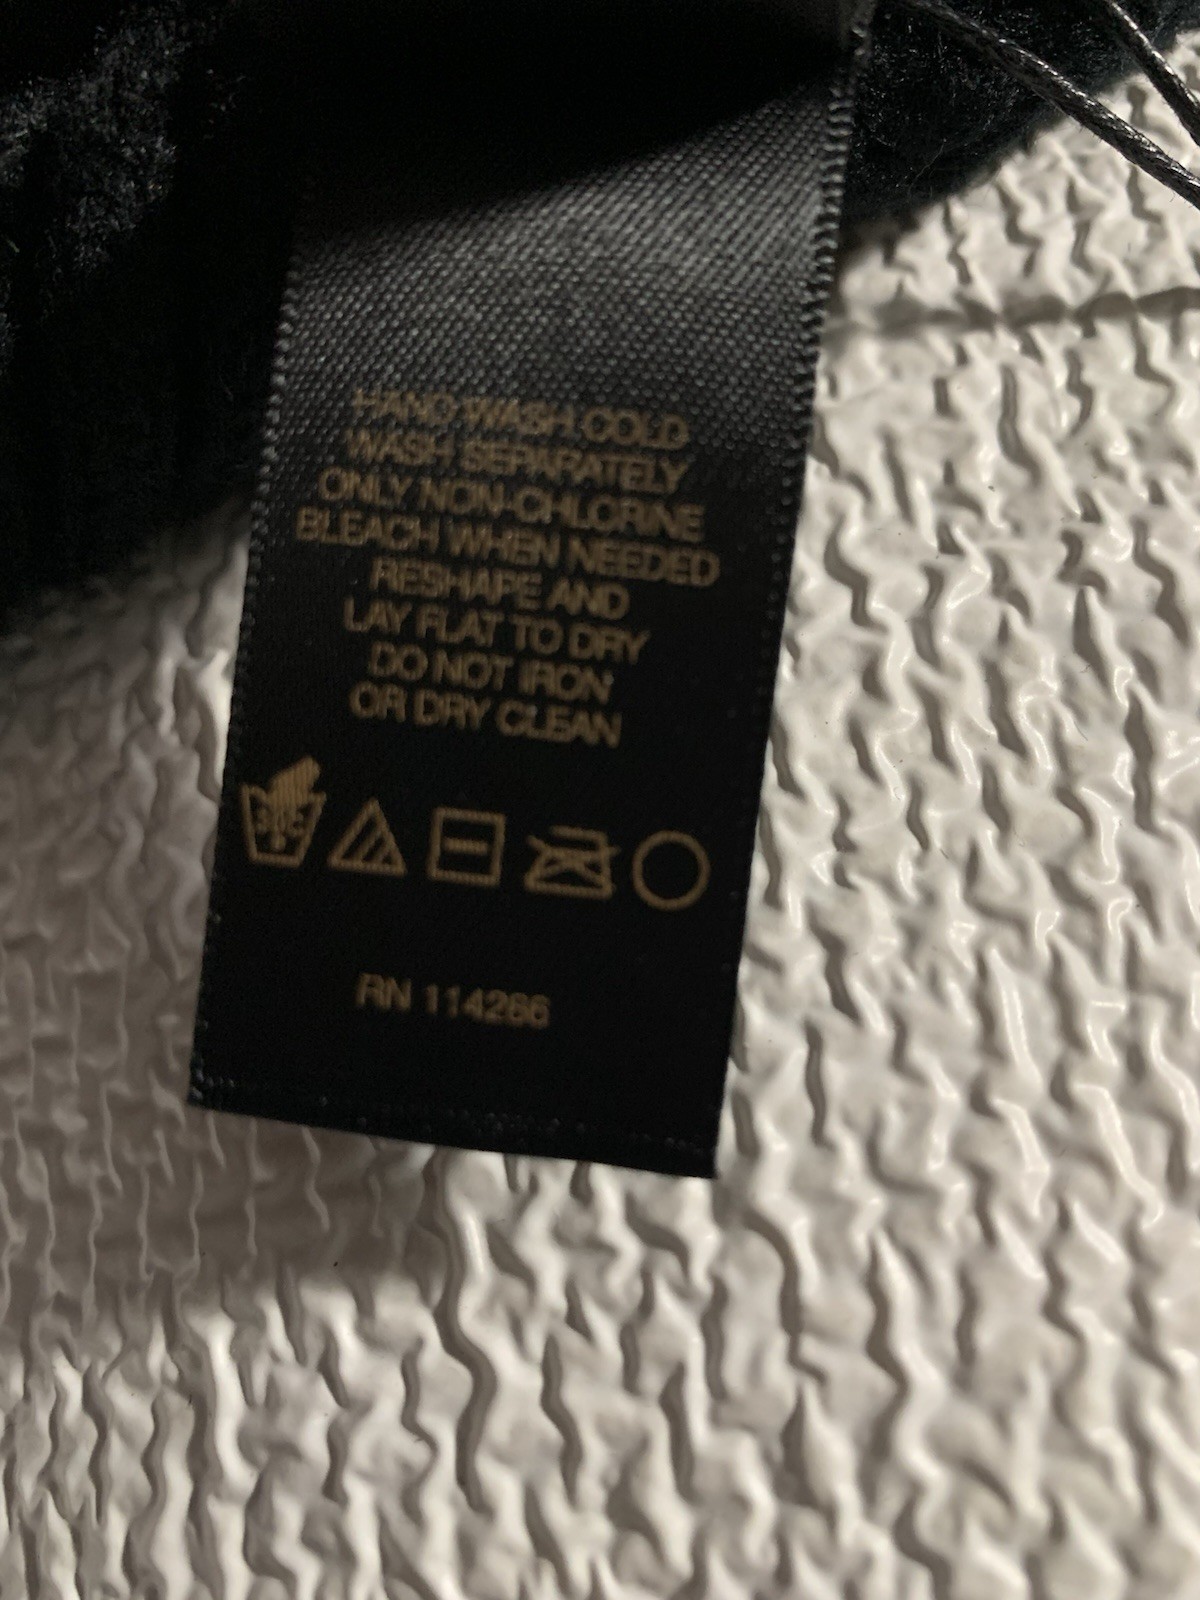 HAND WASH COLD
WASH SEPARATELY
ONLY NON-CHLORINE
BLEACH WHEN NEEDED
RESHAPE AND
LAY FLAT TO DRY
DO NOT IRON
OR DRY CLEAN
30°C
RN 114266